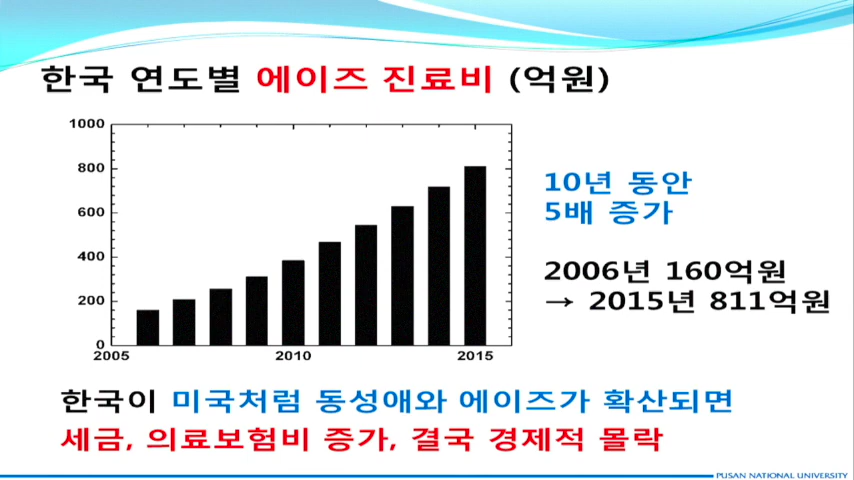 한국 연도별 에이즈 진료비 (억원)
1000
800
600
400
200
0
2005
2010
2015
10년 동안
5배 증가
2006년 160억원
→ 2015년 811억원
한국이 미국처럼 동성애와 에이즈가 확산되면
세금, 의료보험비 증가, 결국 경제적 몰락
PUSAN NATIONAL UNIVERSITY